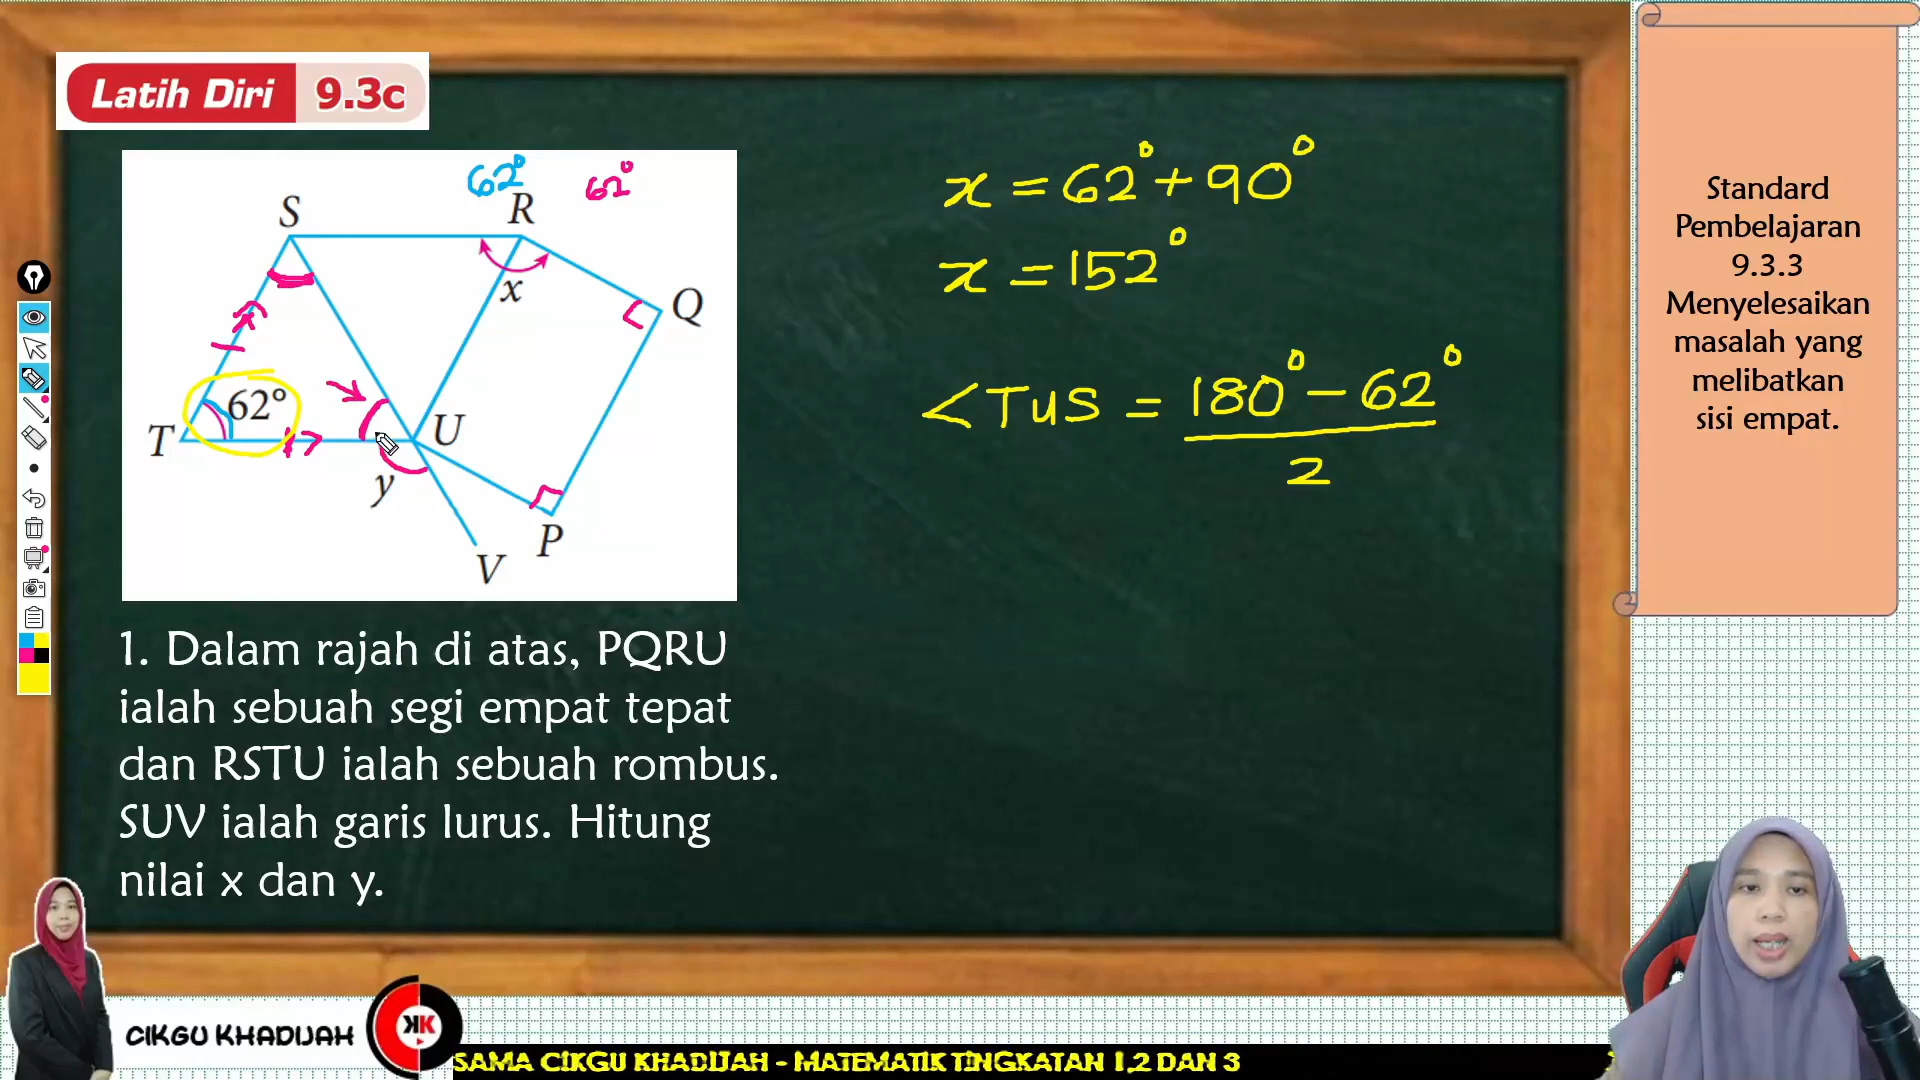 Latih Diri 9.3c
62°
62°
S
R
Q
x
62°
T
U
y
P
V
x = 62° + 90°
x = 152°
<TUS = 180° – 62°
2
1. Dalam rajah di atas, PQRU
ialah sebuah segi empat tepat
dan RSTU ialah sebuah rombus.
SUV ialah garis lurus. Hitung
nilai x dan y.
Standard
Pembelajaran
9.3.3
Menyelesaikan
masalah yang
melibatkan
sisi empat.
CIKGU KHADIJAH
KK
SAMA CIKGU KHADIJAH - MATEMATIK TINGKATAN 1,2 DAN 3